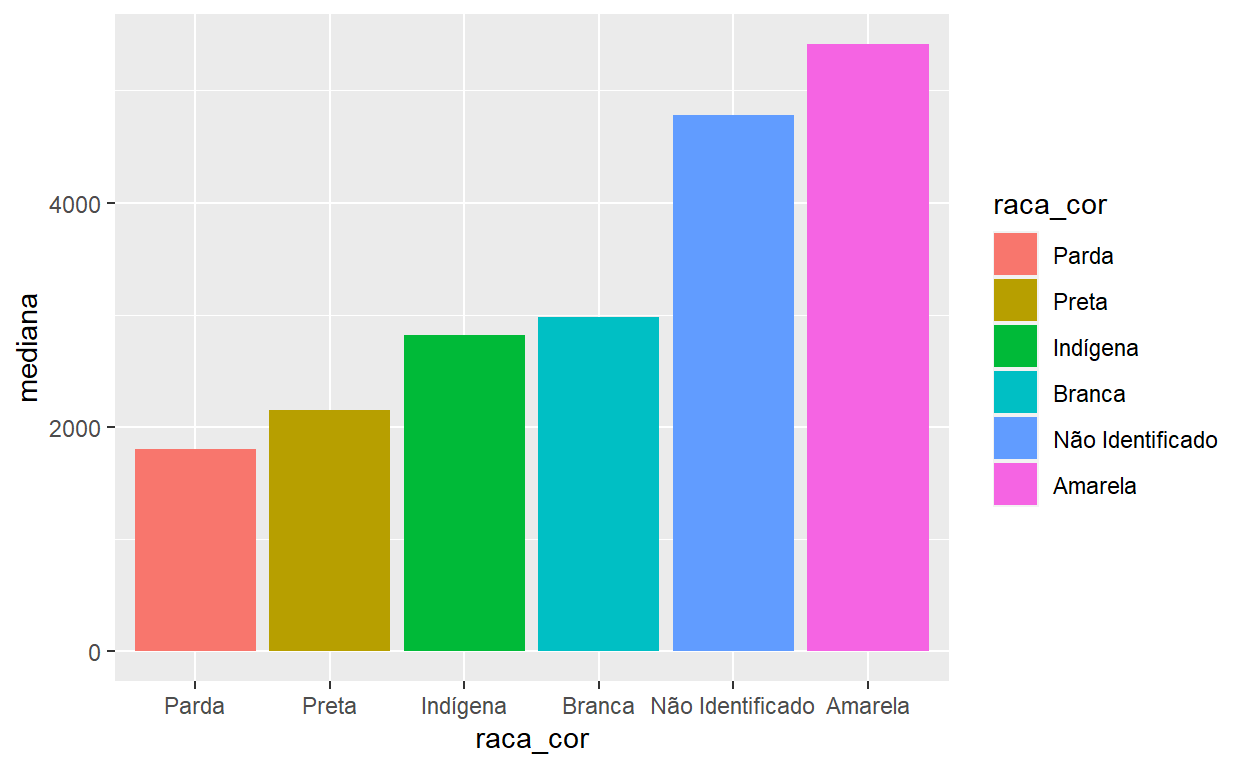 mediana
4000
2000
0
Parda Preta Indígena Branca Não Identificado Amarela
raca_cor
raca_cor
Parda
Preta
Indígena
Branca
Não Identificado
Amarela